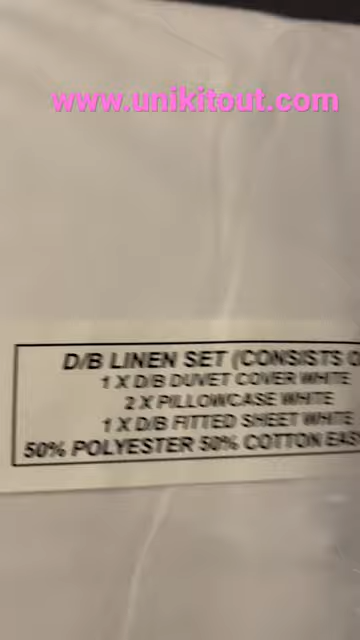 www.unikitout.com
D/B LINEN SET (CONSISTS O
1 X D/B DUVET COVER WHITE
2 X PILLOWCASE WHITE
1 X D/B FITTED SHEET WHITE
50% POLYESTER 50% COTTON EAS